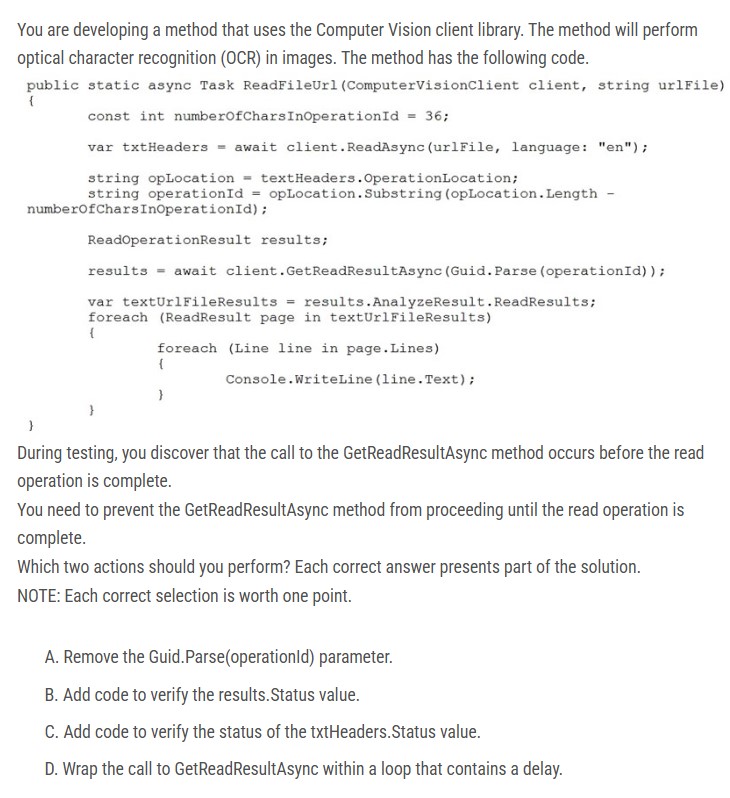 You are developing a method that uses the Computer Vision client library. The method will perform
optical character recognition (OCR) in images. The method has the following code.
public static async Task ReadFileUrl(ComputerVisionClient client, string urlFile)
{
const int numberOfCharsInOperationId = 36;
var txtHeaders = await client.ReadAsync(urlFile, language: "en");
string opLocation = textHeaders.OperationLocation;
string operationId = opLocation.Substring(opLocation.Length -
numberOfCharsInOperationId);
ReadOperationResult results;
results = await client.GetReadResultAsync(Guid.Parse(operationId));
var textUrlFileResults = results.AnalyzeResult.ReadResults;
foreach (ReadResult page in textUrlFileResults)
{
foreach (Line line in page.Lines)
{
Console.WriteLine(line.Text);
}
}
}
During testing, you discover that the call to the GetReadResultAsync method occurs before the read
operation is complete.
You need to prevent the GetReadResultAsync method from proceeding until the read operation is
complete.
Which two actions should you perform? Each correct answer presents part of the solution.
NOTE: Each correct selection is worth one point.
A. Remove the Guid.Parse(operationId) parameter.
B. Add code to verify the results.Status value.
C. Add code to verify the status of the txtHeaders.Status value.
D. Wrap the call to GetReadResultAsync within a loop that contains a delay.